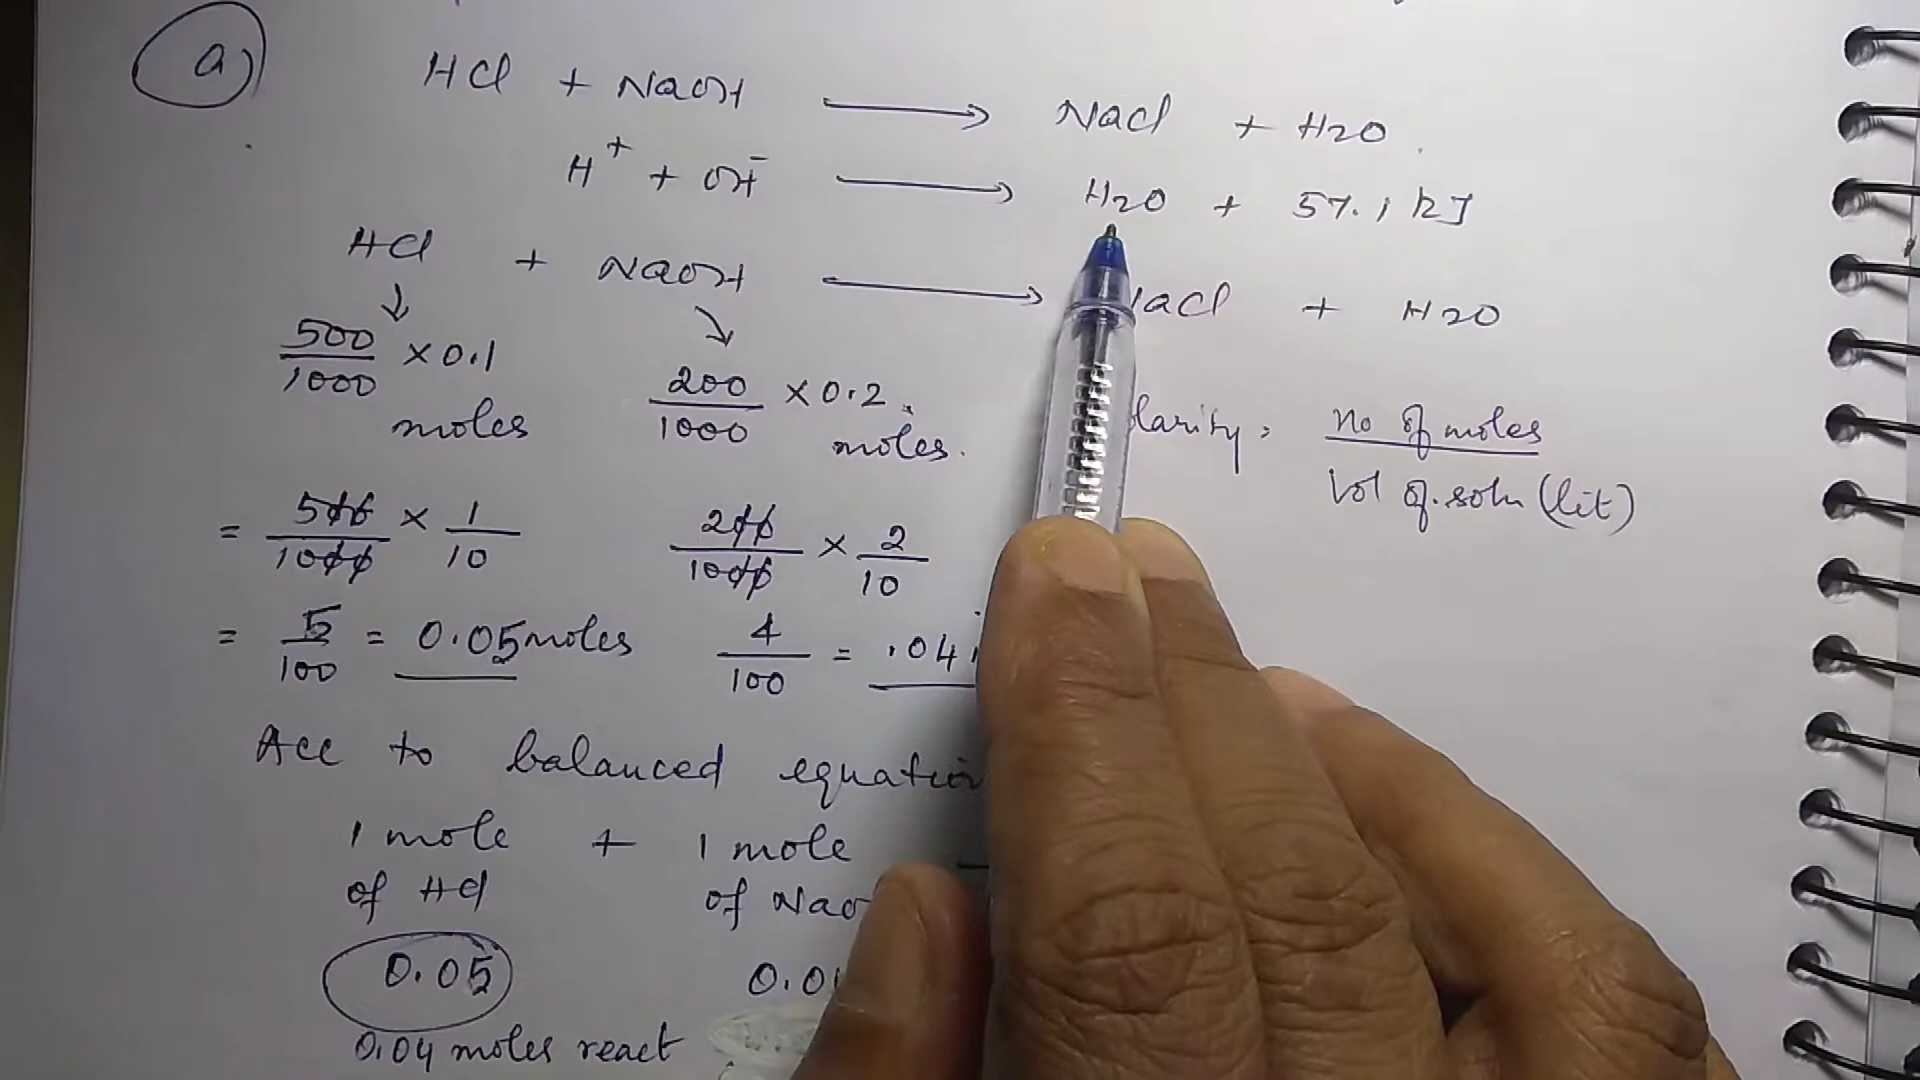 a)
HCl + NaOH ⟶ NaCl + H2O.
H⁺ + OH⁻ ⟶ H2O + 57.1 kJ
HCl + NaOH ⟶ NaCl + H2O
↓ ↓
500/1000 × 0.1 moles
200/1000 × 0.2 moles.
no of moles
Vol of. soln (lit)
= 500/1000 × 1/10
200/1000 × 2/10
= 5/100 = 0.05 moles
4/100 = .04
Acc to balanced
1 mole + 1 mole
of HCl of
0.05
0.04 moles react